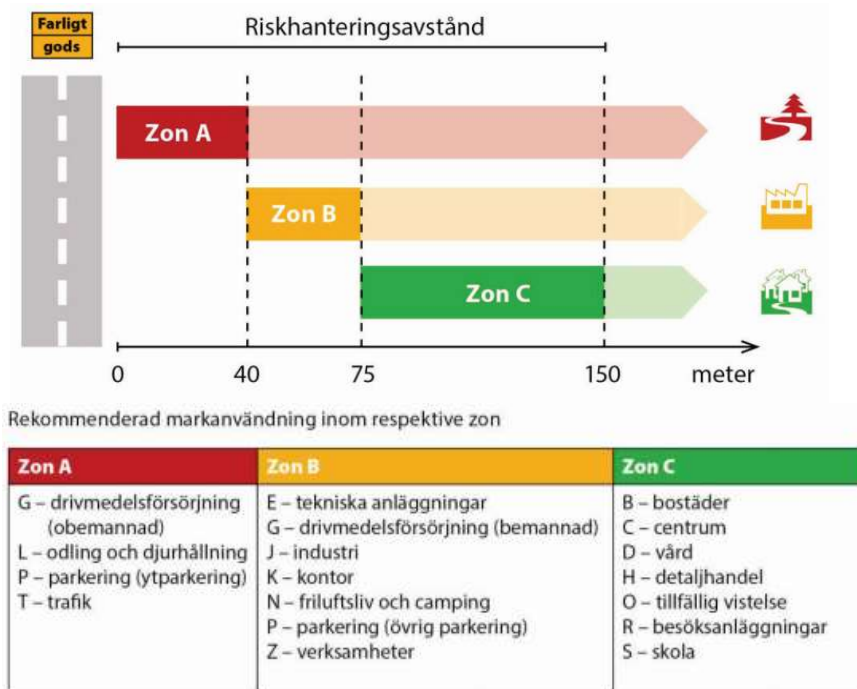 Farligt
gods
Riskhanteringsavstånd
Zon A
Zon B
Zon C
0 40 75 150 meter
Rekommenderad markanvändning inom respektive zon
Zon A
G – drivmedelsförsörjning
(obemannad)
L – odling och djurhållning
P – parkering (ytparkering)
T – trafik
Zon B
E – tekniska anläggningar
G – drivmedelsförsörjning (bemannad)
J – industri
K – kontor
N – friluftsliv och camping
P – parkering (övrig parkering)
Z – verksamheter
Zon C
B – bostäder
C – centrum
D – vård
H – detaljhandel
O – tillfällig vistelse
R – besöksanläggningar
S – skola